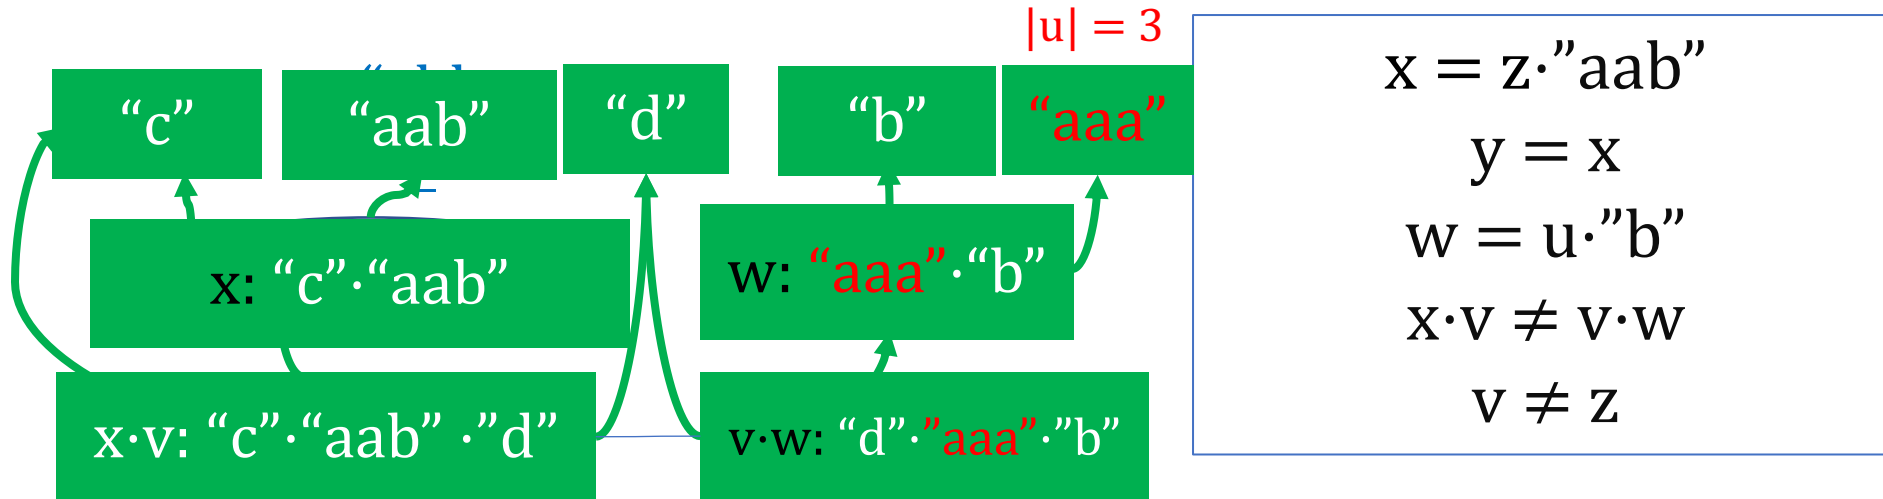 |u| = 3
“c”
“aab”
“d”
“b”
“aaa”
x: “c”·“aab”
w: “aaa”·“b”
x·v: “c”·“aab” ·”d”
v·w: “d”·”aaa”·”b”
x = z·”aab”
y = x
w = u·”b”
x·v ≠ v·w
v ≠ z